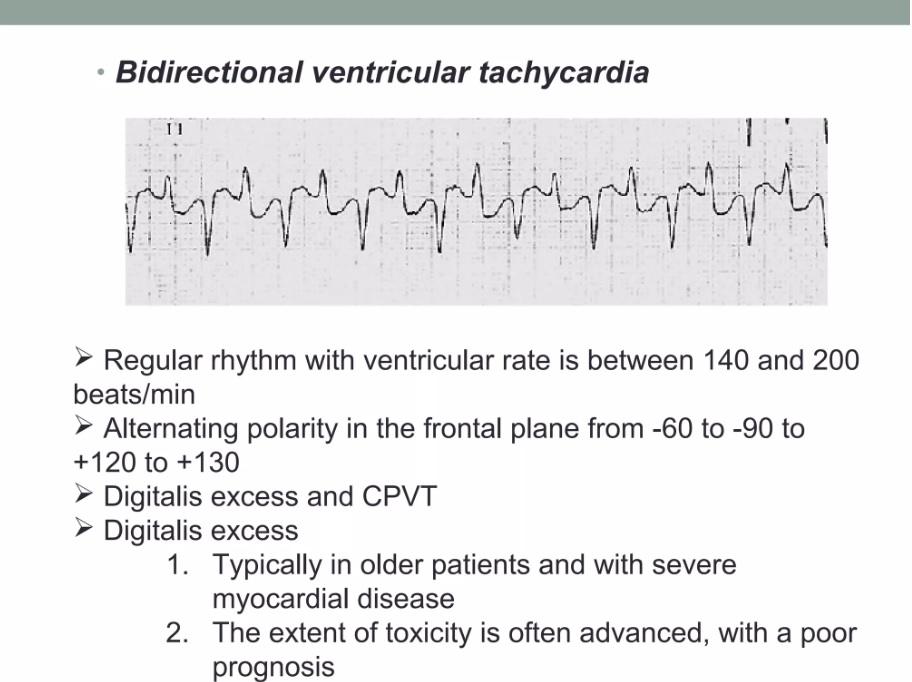 • Bidirectional ventricular tachycardia
II
➢ Regular rhythm with ventricular rate is between 140 and 200
beats/min
➢ Alternating polarity in the frontal plane from -60 to -90 to
+120 to +130
➢ Digitalis excess and CPVT
➢ Digitalis excess
1. Typically in older patients and with severe
myocardial disease
2. The extent of toxicity is often advanced, with a poor
prognosis